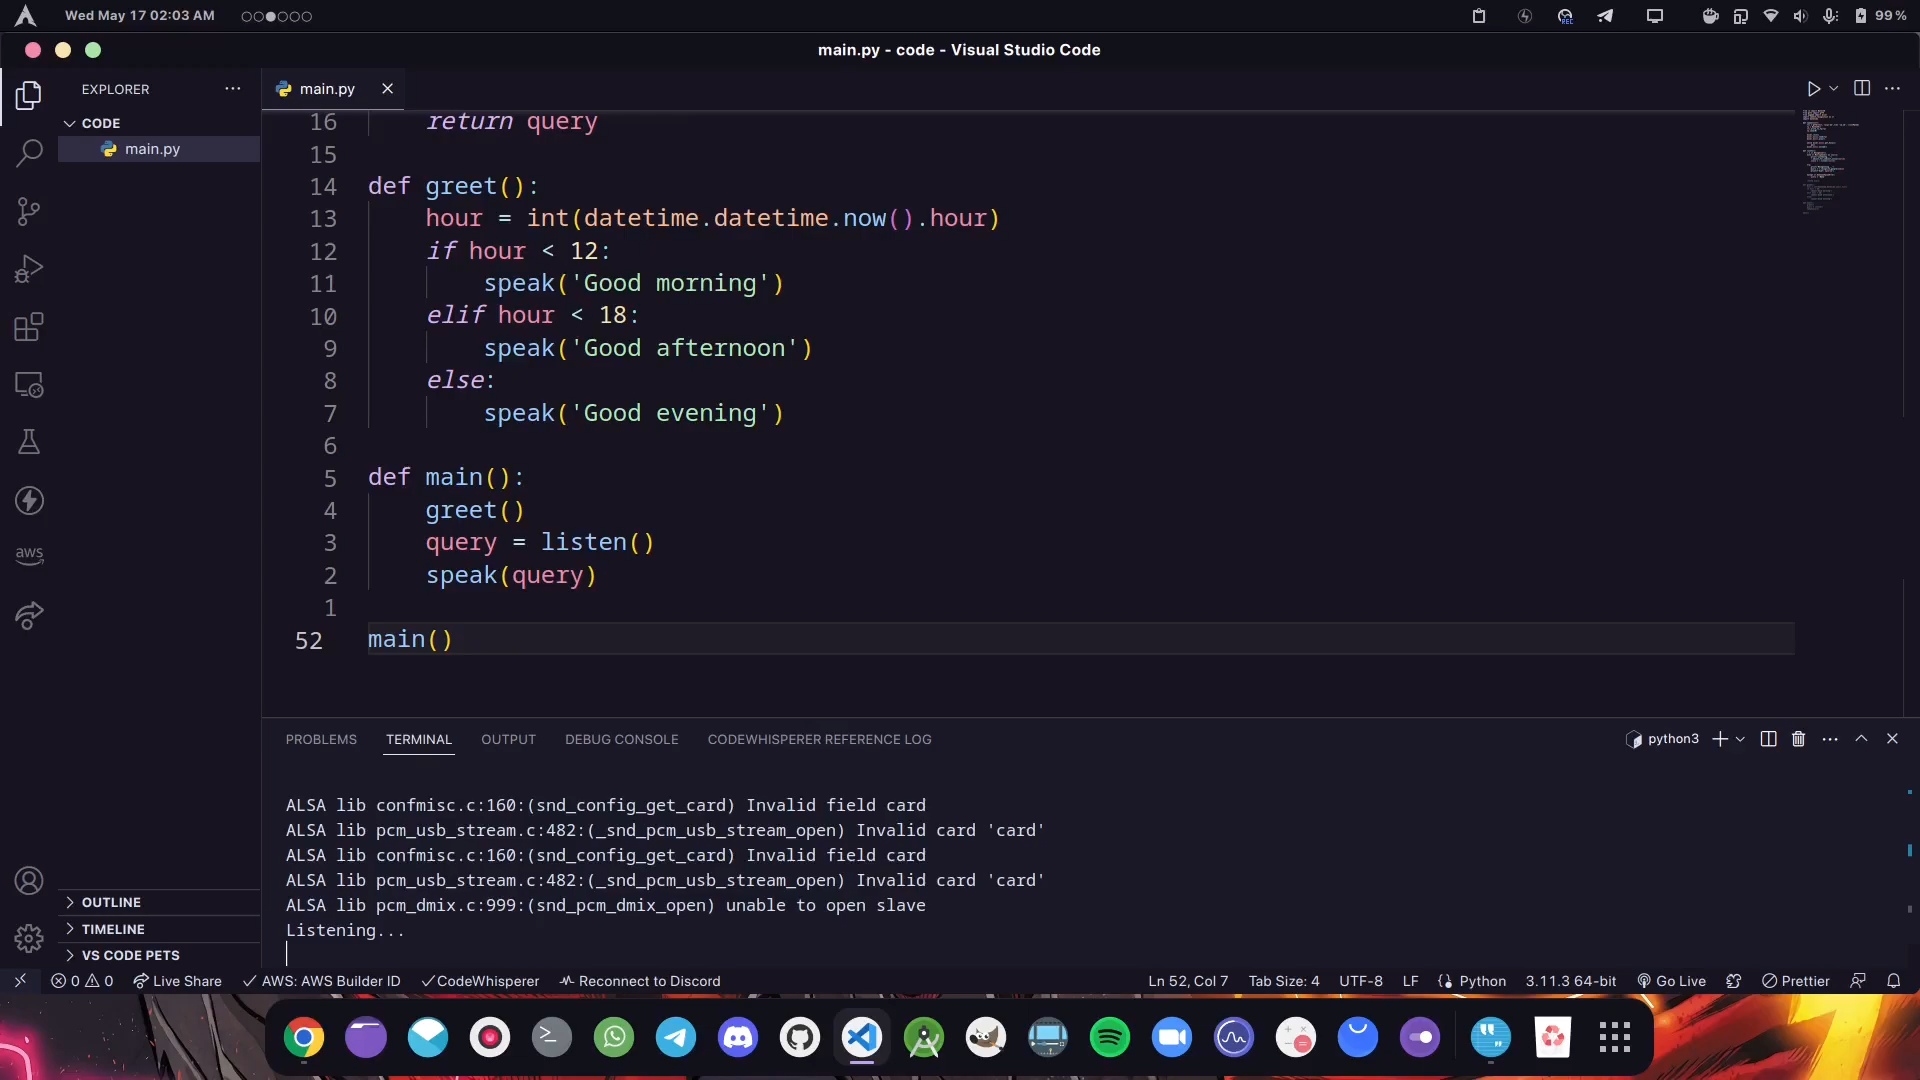 Wed May 17 02:03 AM
REC
99 %
main.py - code - Visual Studio Code
EXPLORER
main.py
CODE
main.py
16 return query
15
14 def greet():
13 hour = int(datetime.datetime.now().hour)
12 if hour < 12:
11 speak('Good morning')
10 elif hour < 18:
9 speak('Good afternoon')
8 else:
7 speak('Good evening')
6
5 def main():
4 greet()
3 query = listen()
2 speak(query)
1
52 main()
aws
PROBLEMS
TERMINAL
OUTPUT
DEBUG CONSOLE
CODEWHISPERER REFERENCE LOG
python3
ALSA lib confmisc.c:160:(snd_config_get_card) Invalid field card
ALSA lib pcm_usb_stream.c:482:(_snd_pcm_usb_stream_open) Invalid card 'card'
ALSA lib confmisc.c:160:(snd_config_get_card) Invalid field card
ALSA lib pcm_usb_stream.c:482:(_snd_pcm_usb_stream_open) Invalid card 'card'
ALSA lib pcm_dmix.c:999:(snd_pcm_dmix_open) unable to open slave
Listening...
OUTLINE
TIMELINE
VS CODE PETS
0 0
Live Share
AWS: AWS Builder ID
CodeWhisperer
Reconnect to Discord
Ln 52, Col 7
Tab Size: 4
UTF-8
LF
Python
3.11.3 64-bit
Go Live
Prettier